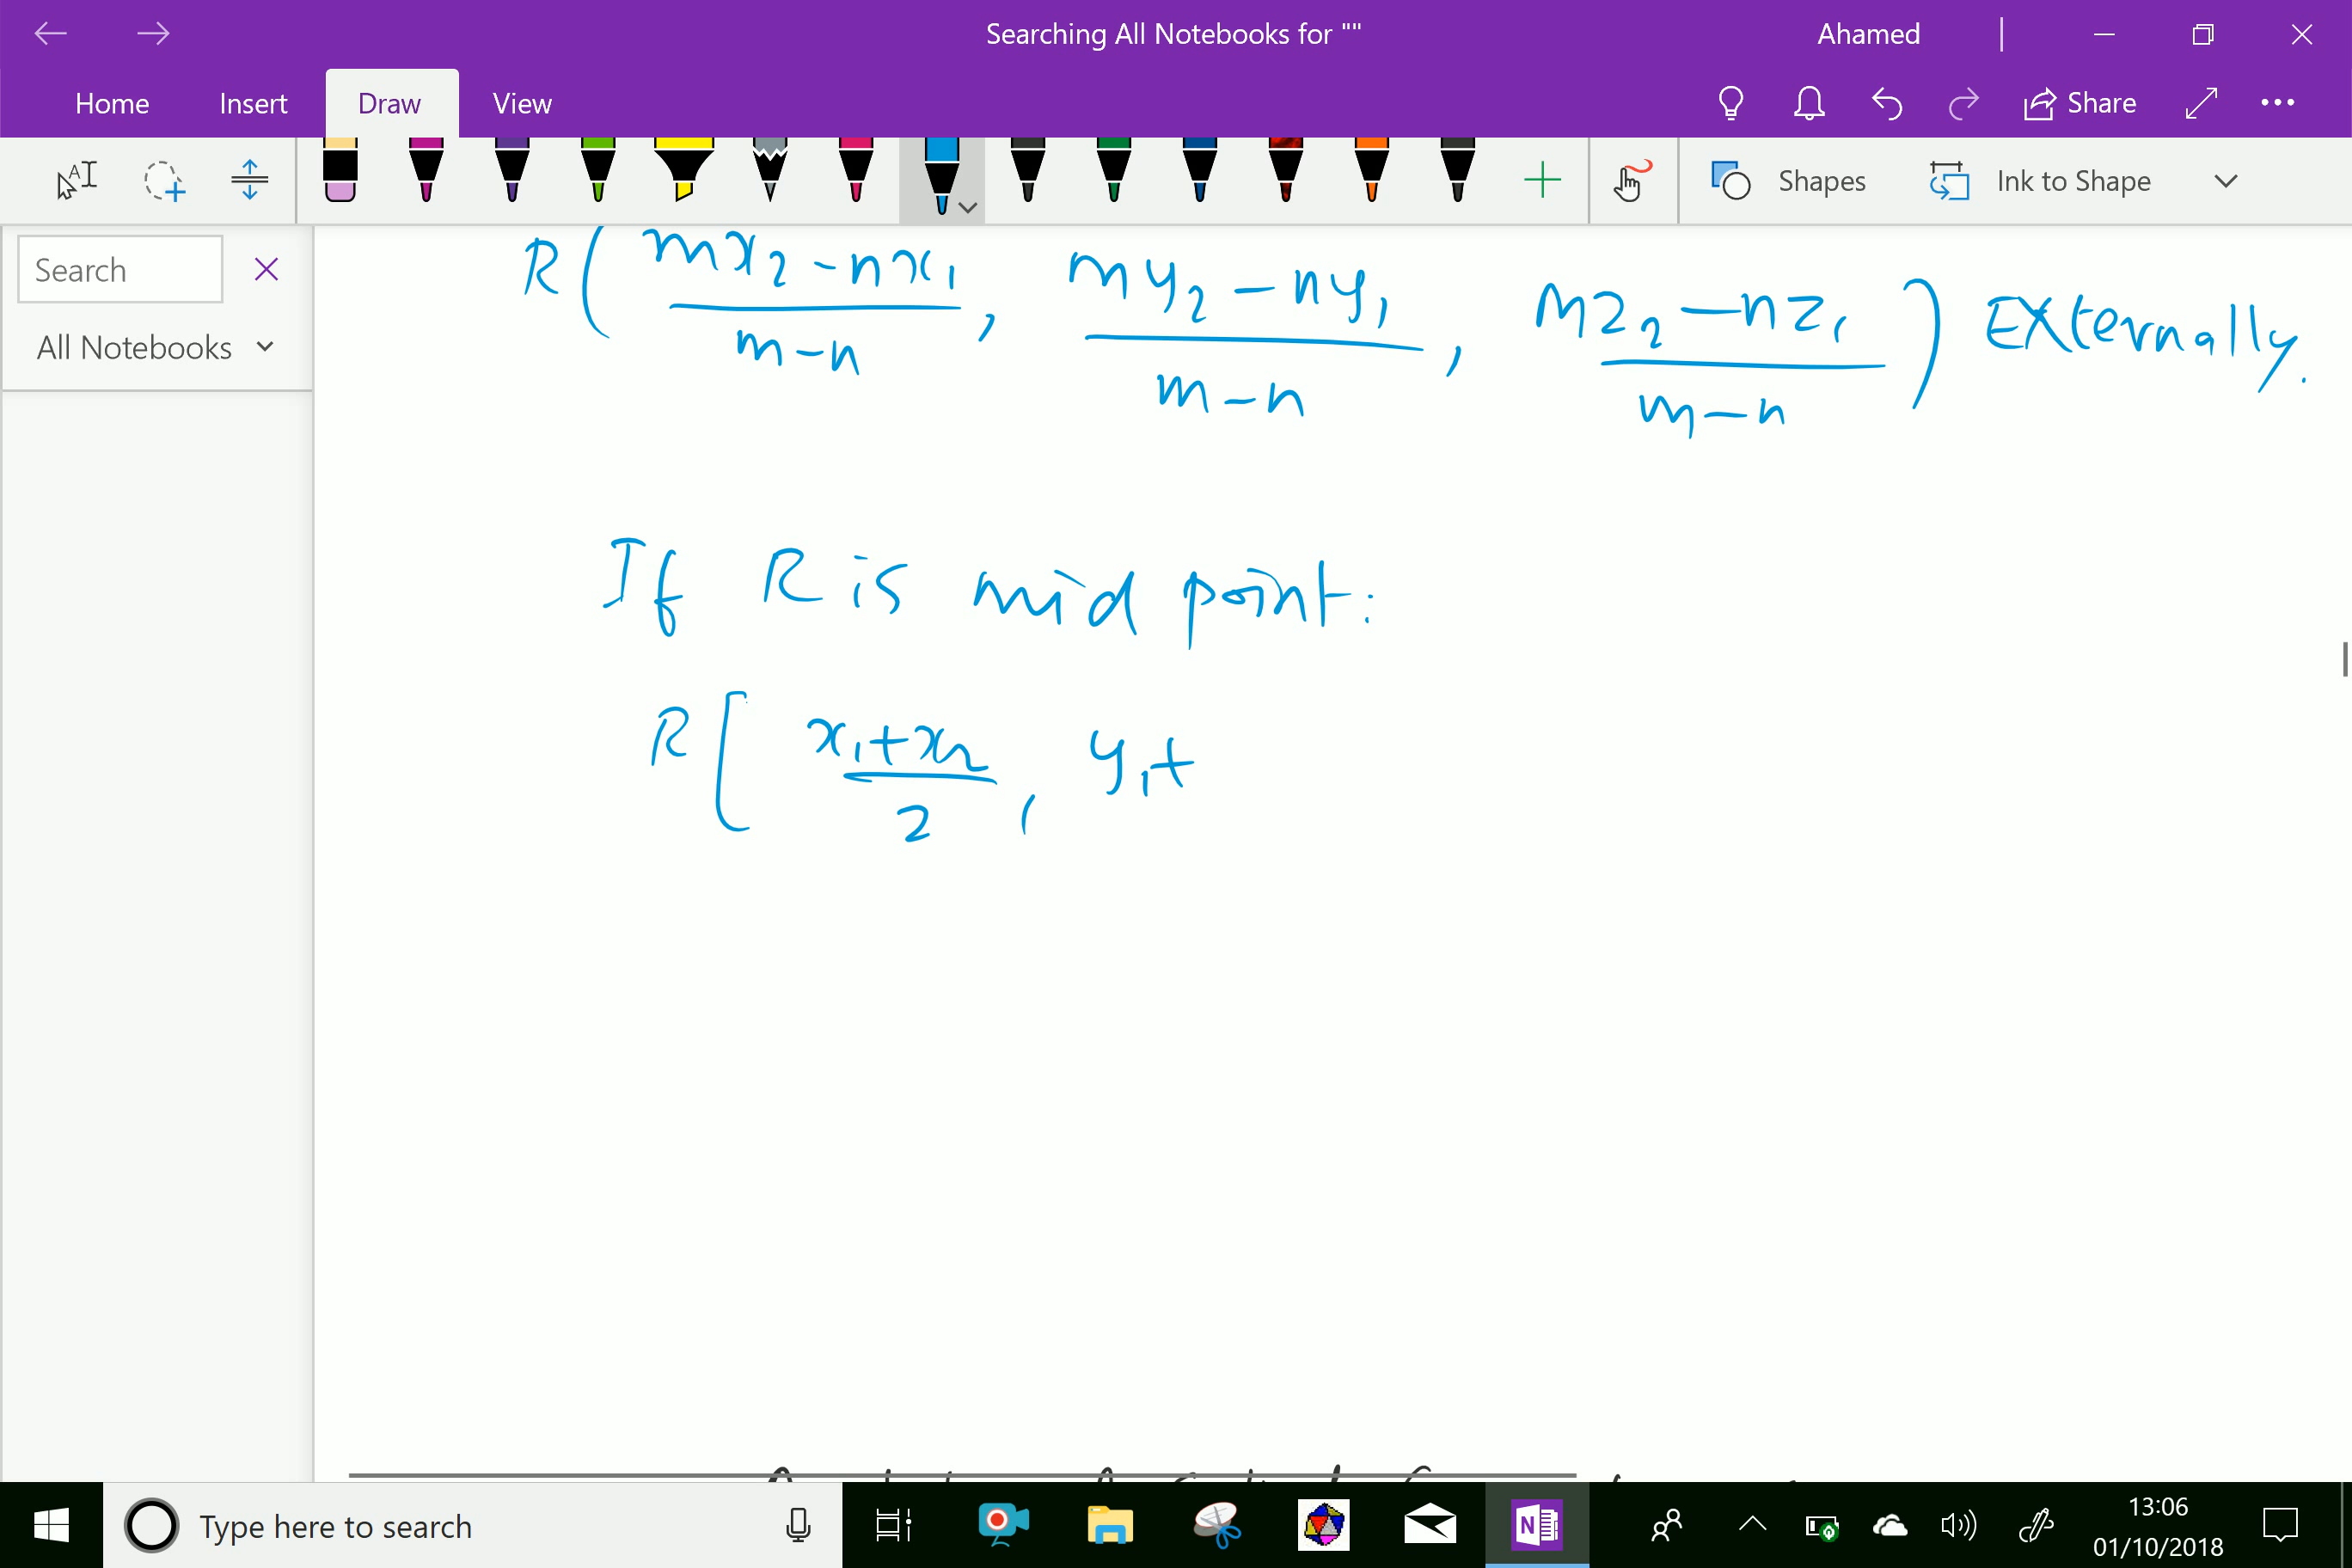 Searching All Notebooks for "" Ahamed
Home Insert Draw View Share
Shapes Ink to Shape
Search
All Notebooks
R( mx₂-nx₁/m-n, my₂-ny₁/m-n, mz₂-nz₁/m-n ) Externally.
If R is mid point:
R[ x₁+x₂/2, y₁+
Type here to search
N
13:06
01/10/2018